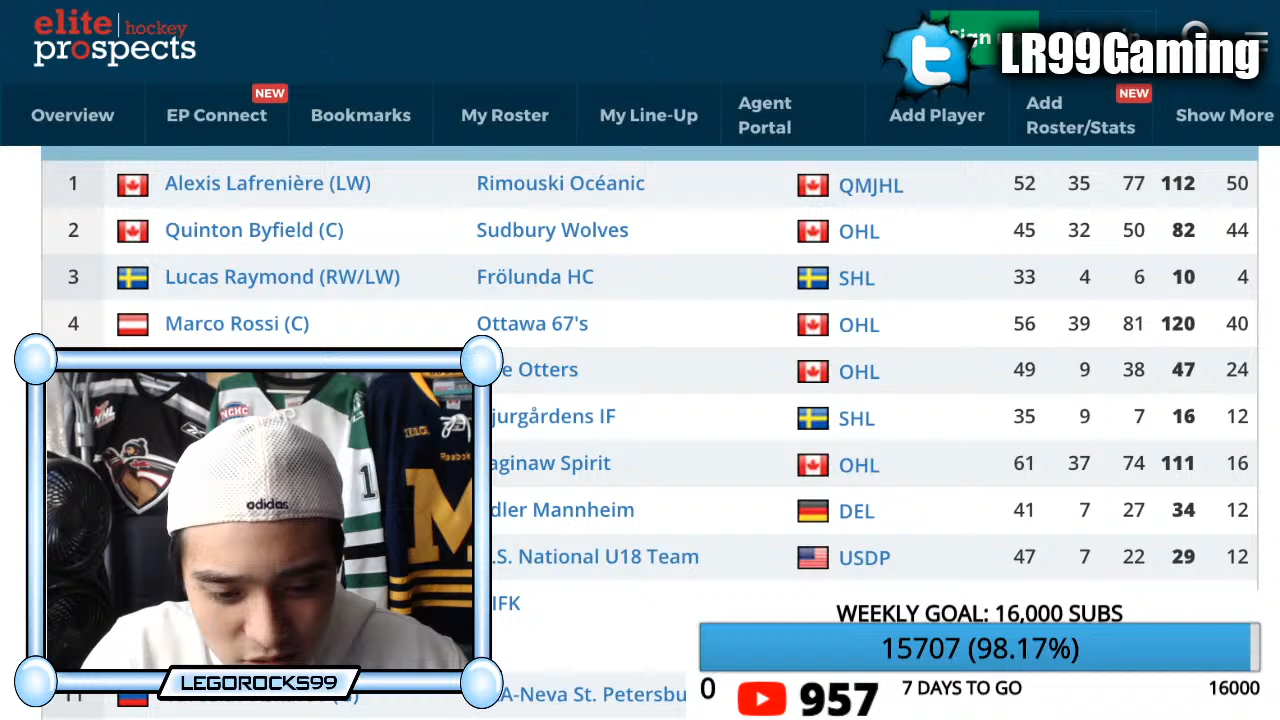 elite hockey prospects
LR99Gaming
Sign
Overview
EP Connect
NEW
Bookmarks
My Roster
My Line-Up
Agent
Portal
Add Player
NEW
Add
Roster/Stats
Show More
1 Alexis Lafrenière (LW) Rimouski Océanic QMJHL 52 35 77 112 50
2 Quinton Byfield (C) Sudbury Wolves OHL 45 32 50 82 44
3 Lucas Raymond (RW/LW) Frölunda HC SHL 33 4 6 10 4
4 Marco Rossi (C) Ottawa 67's OHL 56 39 81 120 40
e Otters OHL 49 9 38 47 24
jurgårdens IF SHL 35 9 7 16 12
aginaw Spirit OHL 61 37 74 111 16
dler Mannheim DEL 41 7 27 34 12
.S. National U18 Team USDP 47 7 22 29 12
IFK
A-Neva St. Petersbu
WHL
NCHC
1
Reebok
M
adidas
LEGOROCKS99
WEEKLY GOAL: 16,000 SUBS
15707 (98.17%)
0 7 DAYS TO GO 16000
957